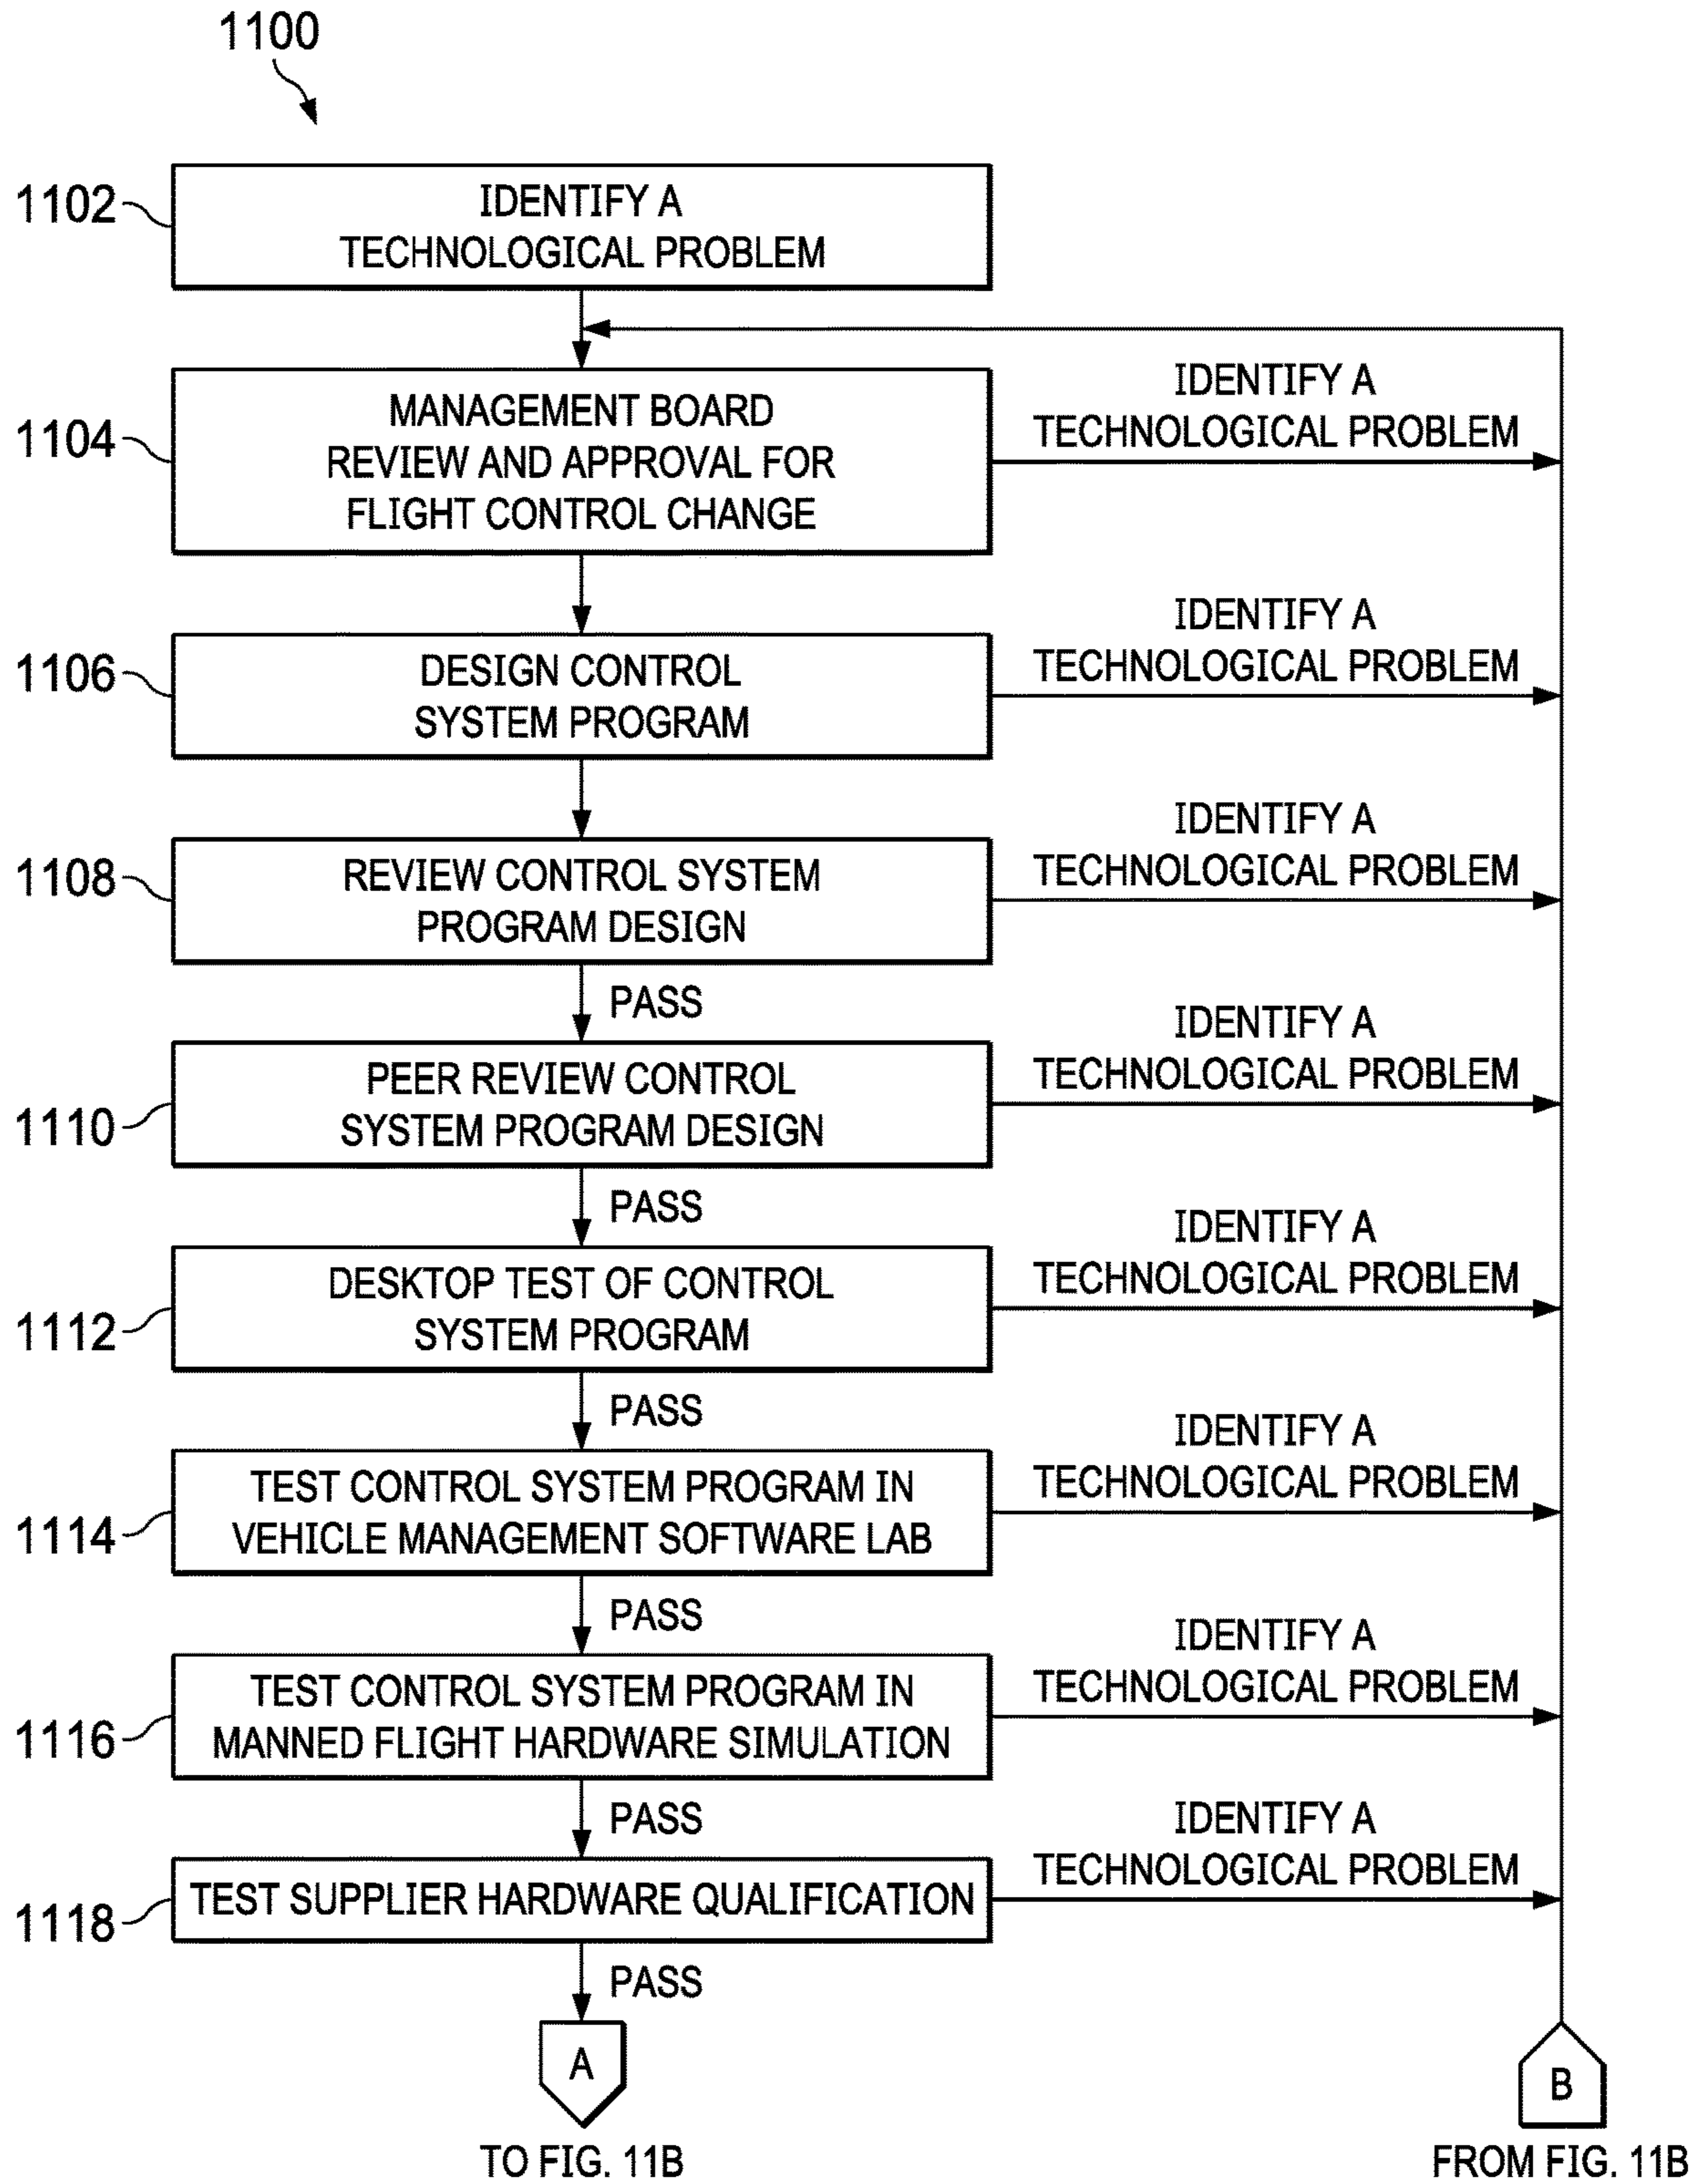 1100
1102
IDENTIFY A
TECHNOLOGICAL PROBLEM
1104
MANAGEMENT BOARD
REVIEW AND APPROVAL FOR
FLIGHT CONTROL CHANGE
IDENTIFY A
TECHNOLOGICAL PROBLEM
1106
DESIGN CONTROL
SYSTEM PROGRAM
IDENTIFY A
TECHNOLOGICAL PROBLEM
1108
REVIEW CONTROL SYSTEM
PROGRAM DESIGN
IDENTIFY A
TECHNOLOGICAL PROBLEM
PASS
1110
PEER REVIEW CONTROL
SYSTEM PROGRAM DESIGN
IDENTIFY A
TECHNOLOGICAL PROBLEM
PASS
1112
DESKTOP TEST OF CONTROL
SYSTEM PROGRAM
IDENTIFY A
TECHNOLOGICAL PROBLEM
PASS
1114
TEST CONTROL SYSTEM PROGRAM IN
VEHICLE MANAGEMENT SOFTWARE LAB
IDENTIFY A
TECHNOLOGICAL PROBLEM
PASS
1116
TEST CONTROL SYSTEM PROGRAM IN
MANNED FLIGHT HARDWARE SIMULATION
IDENTIFY A
TECHNOLOGICAL PROBLEM
PASS
1118
TEST SUPPLIER HARDWARE QUALIFICATION
IDENTIFY A
TECHNOLOGICAL PROBLEM
PASS
A
TO FIG. 11B
B
FROM FIG. 11B